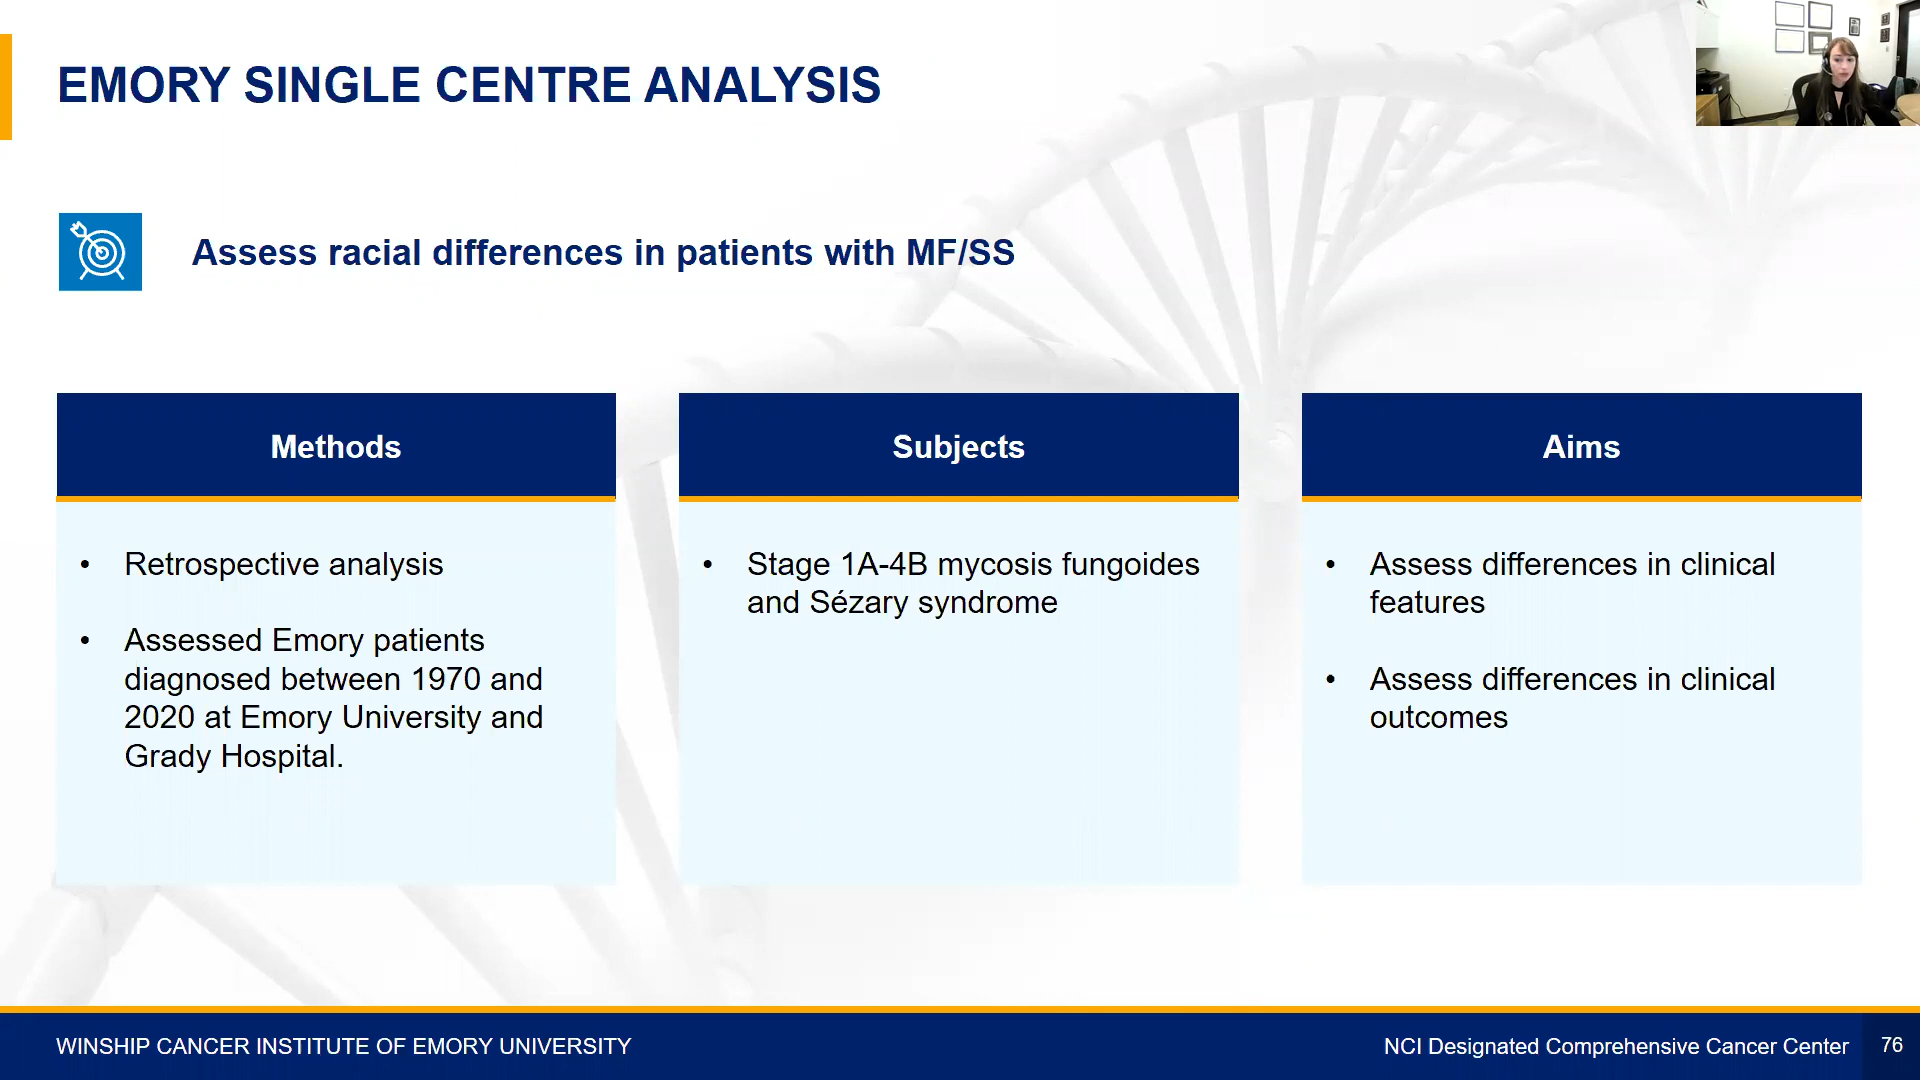 EMORY SINGLE CENTRE ANALYSIS
Assess racial differences in patients with MF/SS
Methods
• Retrospective analysis
• Assessed Emory patients
diagnosed between 1970 and
2020 at Emory University and
Grady Hospital.
Subjects
• Stage 1A-4B mycosis fungoides
and Sézary syndrome
Aims
• Assess differences in clinical
features
• Assess differences in clinical
outcomes
WINSHIP CANCER INSTITUTE OF EMORY UNIVERSITY
NCI Designated Comprehensive Cancer Center
76